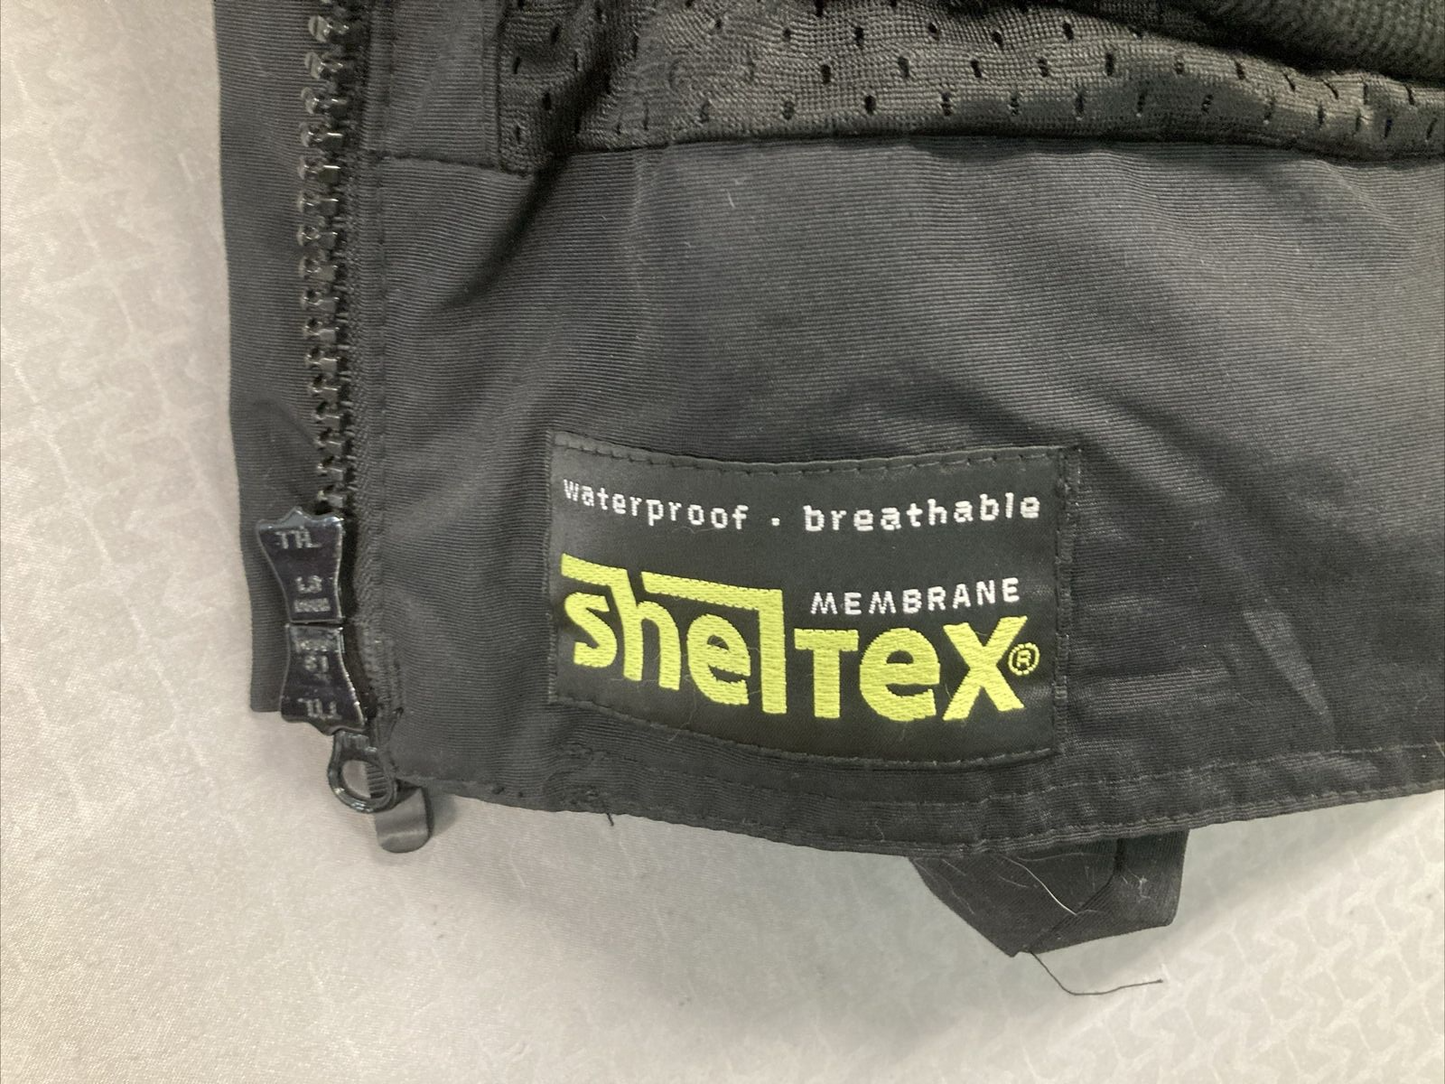 waterproof · breathable
MEMBRANE
shelTex®